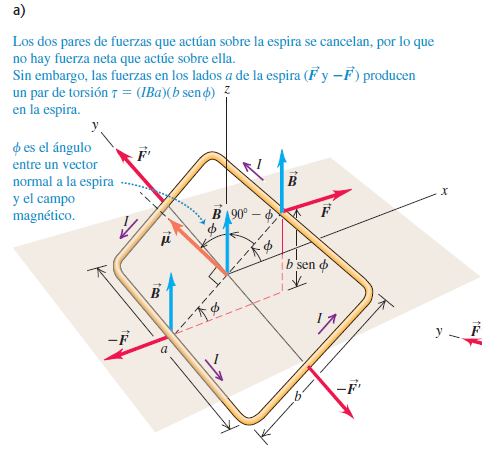 a)
Los dos pares de fuerzas que actúan sobre la espira se cancelan, por lo que
no hay fuerza neta que actúe sobre ella.
Sin embargo, las fuerzas en los lados a de la espira (F⃗ y −F⃗) producen
un par de torsión τ = (IBa)(b sen ϕ)
en la espira.
z
y
ϕ es el ángulo
entre un vector
normal a la espira
y el campo
magnético.
F⃗′
I
B⃗
x
I
B⃗
90° − ϕ
F⃗
ϕ
μ⃗
ϕ
b sen ϕ
B⃗
ϕ
I
y
F⃗
−F⃗
a
I
−F⃗′
b